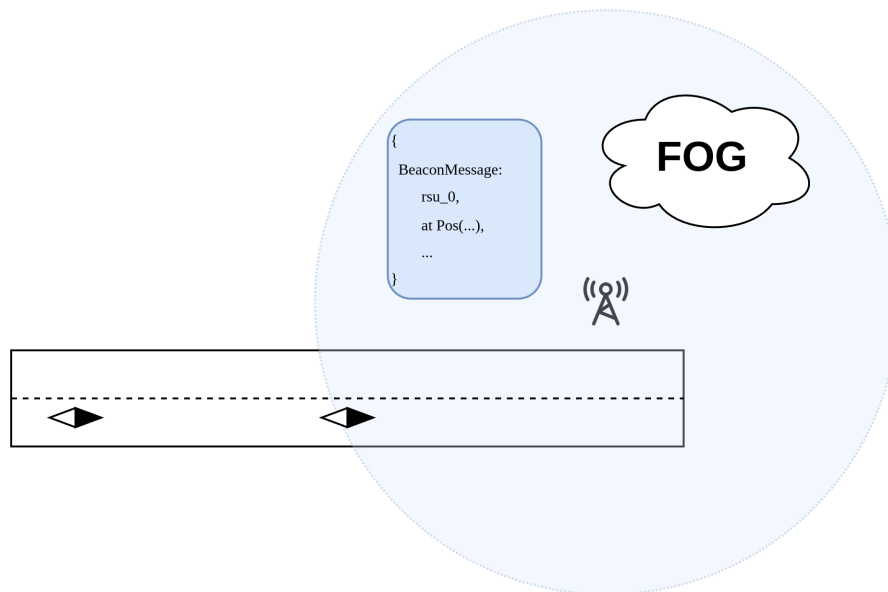 {
BeaconMessage:
rsu_0,
at Pos(...),
...
}
FOG